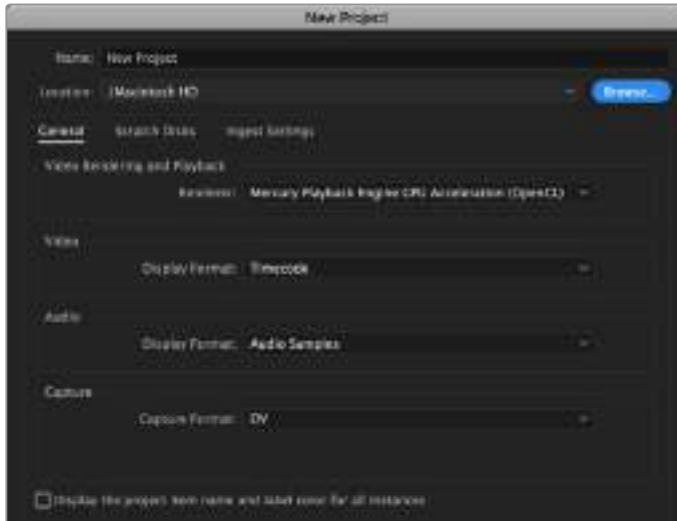 New Project
Name: New Project
Location: /Macintosh HD
Browse...
General Scratch Disks Ingest Settings
Video Rendering and Playback
Renderer: Mercury Playback Engine GPU Acceleration (OpenCL)
Video
Display Format: Timecode
Audio
Display Format: Audio Samples
Capture
Capture Format: DV
Display the project item name and label color for all instances